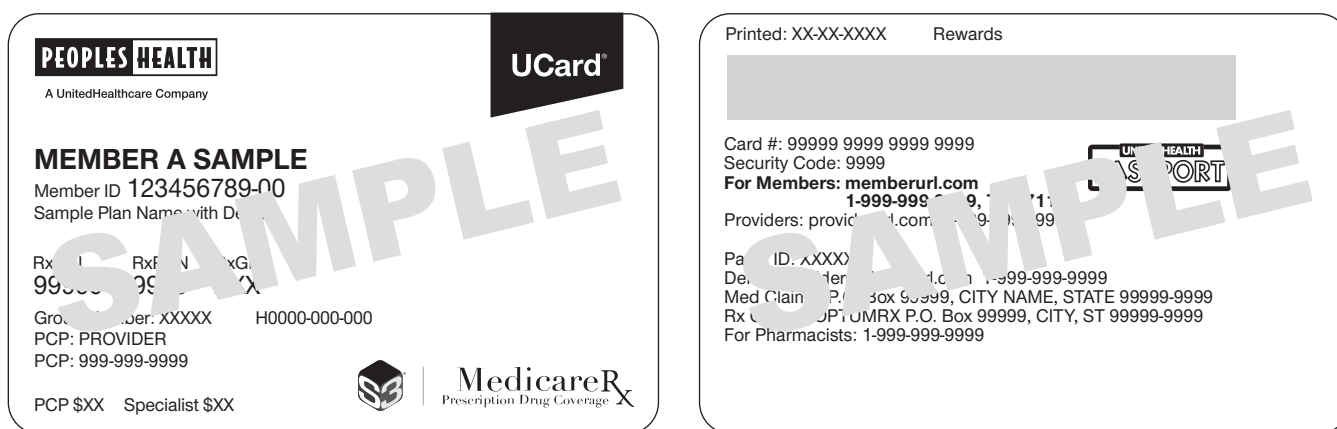 PEOPLES HEALTH
A UnitedHealthcare Company
UCard®
MEMBER A SAMPLE
Member ID 123456789-00
Sample Plan Name with
SAMPLE
Number: XXXXX H0000-000-000
PCP: PROVIDER
PCP: 999-999-9999
PCP $XX Specialist $XX
S3
MedicareRx
Prescription Drug Coverage
Printed: XX-XX-XXXX Rewards
Card #: 99999 9999 9999 9999
Security Code: 9999
For Members: memberurl.com
Providers:
SAMPLE
ID: XXXXX
1-999-999-9999
Med P.O. Box 99999, CITY NAME, STATE 99999-9999
Rx OPTUMRX P.O. Box 99999, CITY, ST 99999-9999
For Pharmacists: 1-999-999-9999